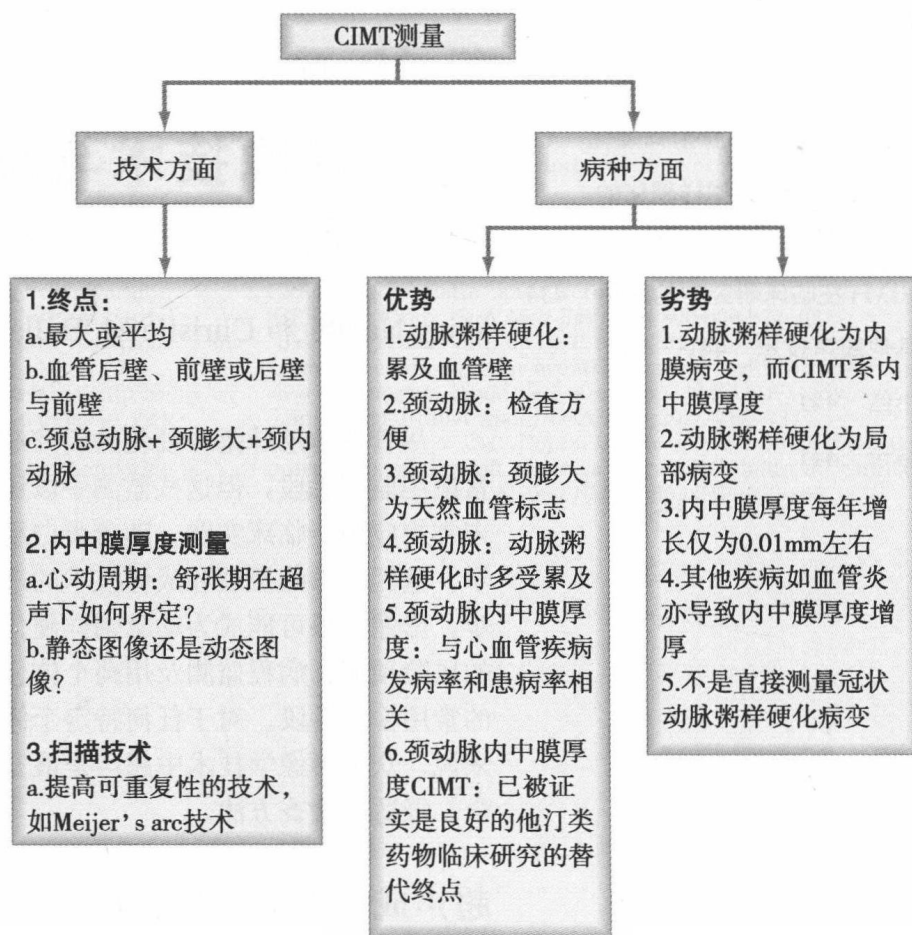 CIMT测量
技术方面
病种方面
1.终点：
a.最大或平均
b.血管后壁、前壁或后壁
与前壁
c.颈总动脉+ 颈膨大+颈内
动脉
2.内中膜厚度测量
a.心动周期：舒张期在超
声下如何界定？
b.静态图像还是动态图
像？
3.扫描技术
a.提高可重复性的技术，
如Meijer’s arc技术
优势
1.动脉粥样硬化：
累及血管壁
2.颈动脉：检查方
便
3.颈动脉：颈膨大
为天然血管标志
4.颈动脉：动脉粥
样硬化时多受累及
5.颈动脉内中膜厚
度：与心血管疾病
发病率和患病率相
关
6.颈动脉内中膜厚
度CIMT：已被证
实是良好的他汀类
药物临床研究的替
代终点
劣势
1.动脉粥样硬化为内
膜病变，而CIMT系内
中膜厚度
2.动脉粥样硬化为局
部病变
3.内中膜厚度每年增
长仅为0.01mm左右
4.其他疾病如血管炎
亦导致内中膜厚度增
厚
5.不是直接测量冠状
动脉粥样硬化病变